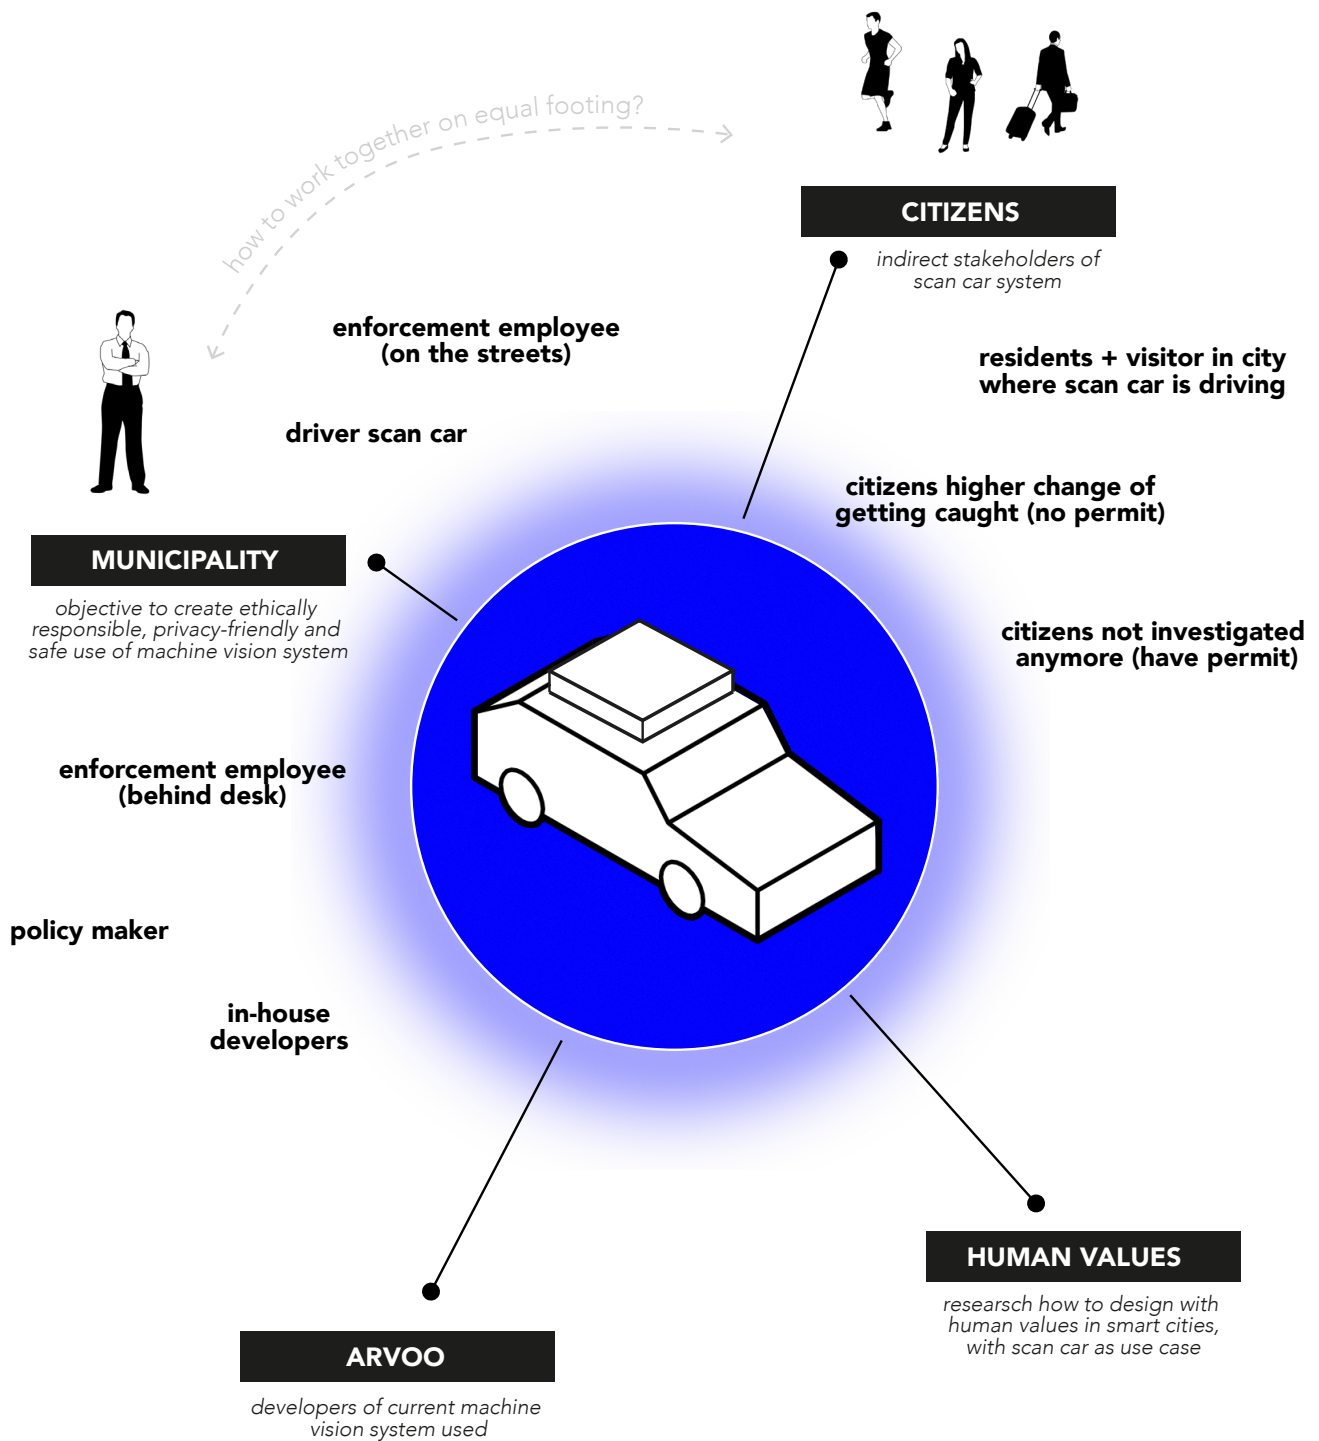 how to work together on equal footing?
CITIZENS
indirect stakeholders of
scan car system
enforcement employee
(on the streets)
residents + visitor in city
where scan car is driving
driver scan car
citizens higher change of
getting caught (no permit)
MUNICIPALITY
objective to create ethically
responsible, privacy-friendly and
safe use of machine vision system
citizens not investigated
anymore (have permit)
enforcement employee
(behind desk)
policy maker
in-house
developers
HUMAN VALUES
researsch how to design with
human values in smart cities,
with scan car as use case
ARVOO
developers of current machine
vision system used